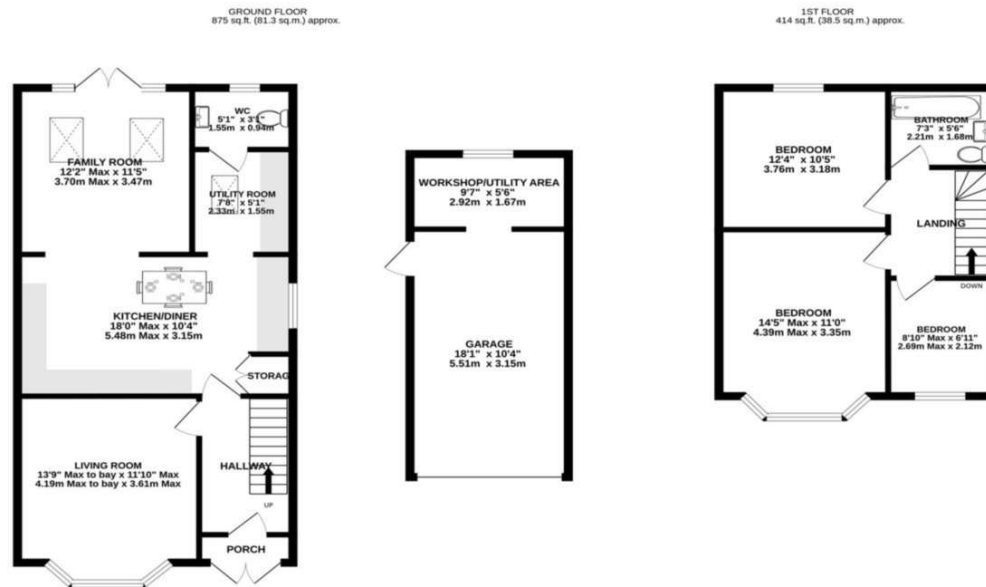 GROUND FLOOR
875 sq.ft. (81.3 sq.m.) approx.
WC
5'1" x 3'1"
1.55m x 0.94m
FAMILY ROOM
12'2" Max x 11'5"
3.70m Max x 3.47m
UTILITY ROOM
7'8" x 5'1"
2.33m x 1.55m
KITCHEN/DINER
18'0" Max x 10'4"
5.48m Max x 3.15m
STORAG
LIVING ROOM
13'9" Max to bay x 11'10" Max
4.19m Max to bay x 3.61m Max
HALLWAY
UP
PORCH
WORKSHOP/UTILITY AREA
9'7" x 5'6"
2.92m x 1.67m
GARAGE
18'1" x 10'4"
5.51m x 3.15m
1ST FLOOR
414 sq.ft. (38.5 sq.m.) approx.
BEDROOM
12'4" x 10'5"
3.76m x 3.18m
BATHROOM
7'3" x 5'6"
2.21m x 1.68m
LANDING
DOWN
BEDROOM
14'5" Max x 11'0"
4.39m Max x 3.35m
BEDROOM
8'10" Max x 6'11"
2.69m Max x 2.12m